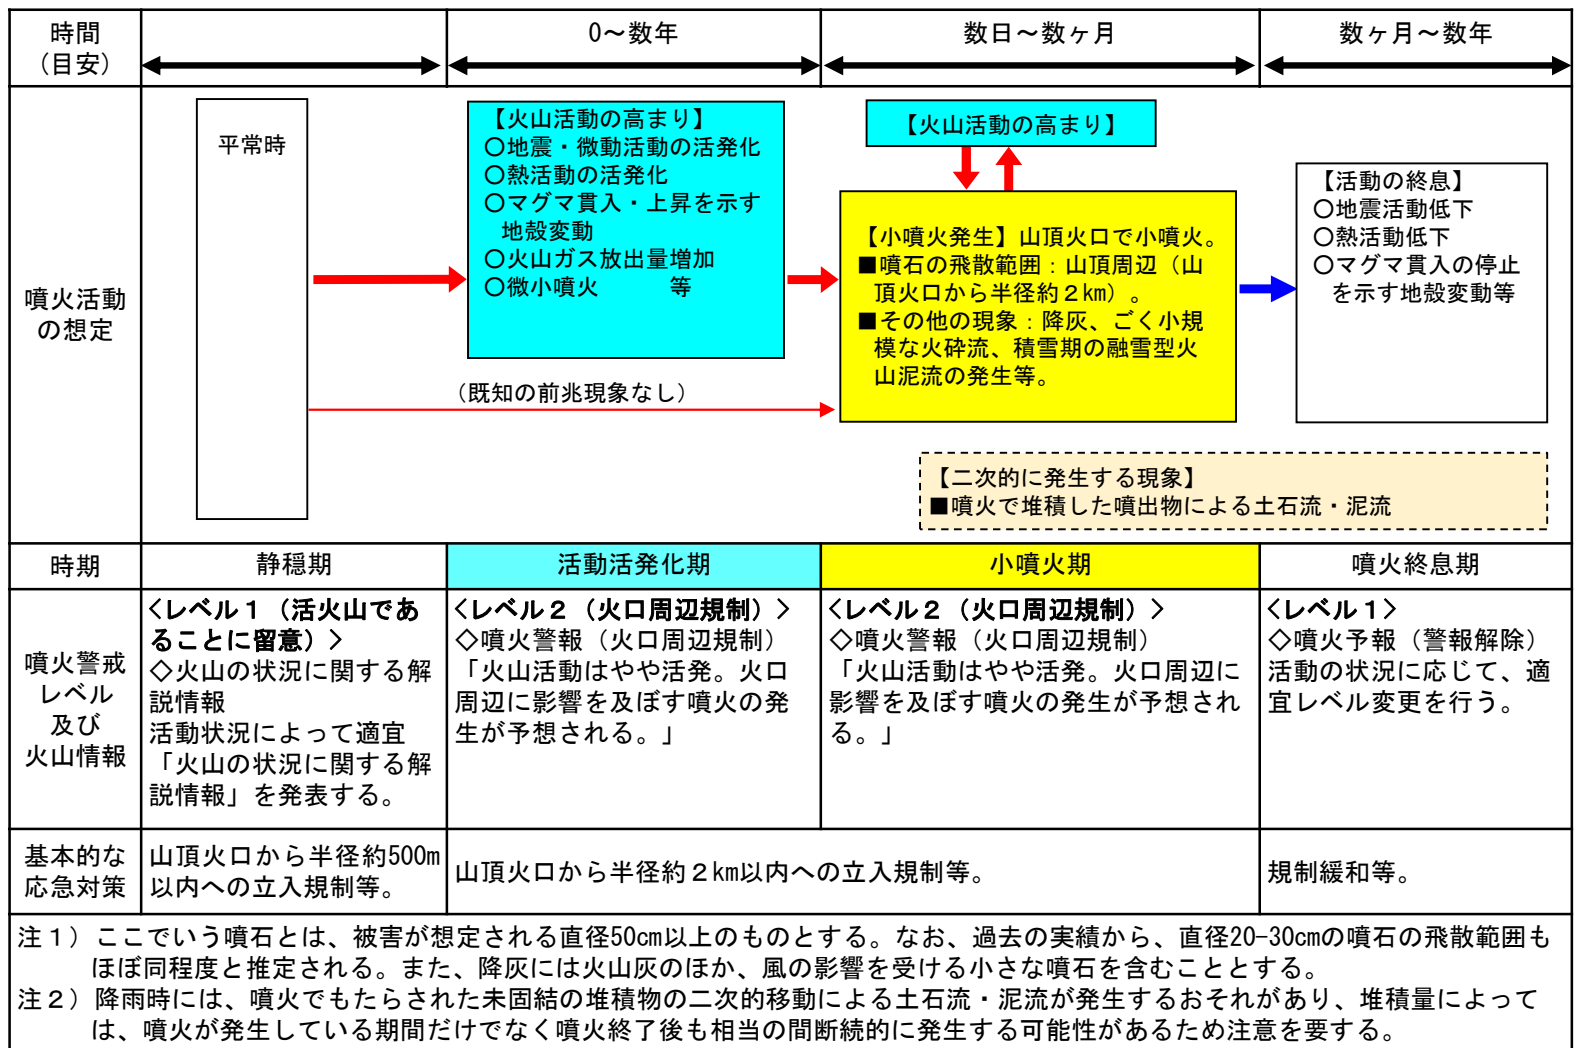 時間
（目安）
0～数年
数日～数ヶ月
数ヶ月～数年
噴火活動
の想定
平常時
【火山活動の高まり】
○地震・微動活動の活発化
○熱活動の活発化
○マグマ貫入・上昇を示す
地殻変動
○火山ガス放出量増加
○微小噴火　　　等
（既知の前兆現象なし）
【火山活動の高まり】
【小噴火発生】山頂火口で小噴火。
■噴石の飛散範囲：山頂周辺（山
頂火口から半径約２km）。
■その他の現象：降灰、ごく小規
模な火砕流、積雪期の融雪型火
山泥流の発生等。
【活動の終息】
○地震活動低下
○熱活動低下
○マグマ貫入の停止
を示す地殻変動等
【二次的に発生する現象】
■噴火で堆積した噴出物による土石流・泥流
時期
静穏期
活動活発化期
小噴火期
噴火終息期
噴火警戒
レベル
及び
火山情報
＜レベル１（活火山であ
ることに留意）＞
◇火山の状況に関する解
説情報
活動状況によって適宜
「火山の状況に関する解
説情報」を発表する。
＜レベル２（火口周辺規制）＞
◇噴火警報（火口周辺規制）
「火山活動はやや活発。火口
周辺に影響を及ぼす噴火の発
生が予想される。」
＜レベル２（火口周辺規制）＞
◇噴火警報（火口周辺規制）
「火山活動はやや活発。火口周辺に
影響を及ぼす噴火の発生が予想され
る。」
＜レベル１＞
◇噴火予報（警報解除）
活動の状況に応じて、適
宜レベル変更を行う。
基本的な
応急対策
山頂火口から半径約500m
以内への立入規制等。
山頂火口から半径約２km以内への立入規制等。
規制緩和等。
注１）ここでいう噴石とは、被害が想定される直径50cm以上のものとする。なお、過去の実績から、直径20-30cmの噴石の飛散範囲も
ほぼ同程度と推定される。また、降灰には火山灰のほか、風の影響を受ける小さな噴石を含むこととする。
注２）降雨時には、噴火でもたらされた未固結の堆積物の二次的移動による土石流・泥流が発生するおそれがあり、堆積量によって
は、噴火が発生している期間だけでなく噴火終了後も相当の間断続的に発生する可能性があるため注意を要する。